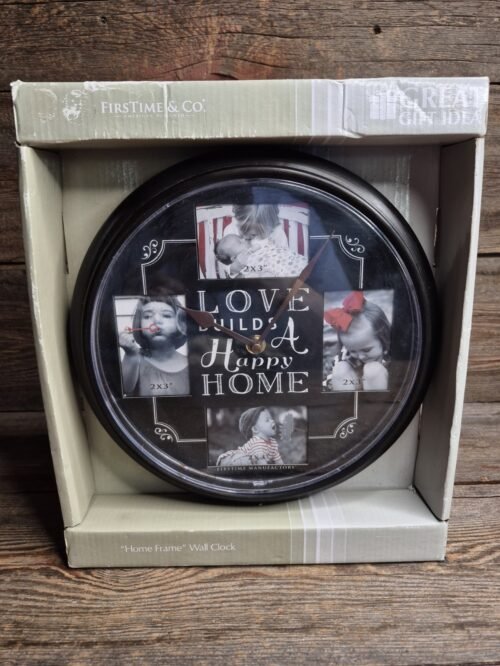 FIRSTIME & CO.®
GREAT
GIFT IDEA
2X3"
LOVE
BUILDS A
Happy
HOME
2X3"
2X3"
FIRSTIME MANUFACTORY
"Home Frame" Wall Clock